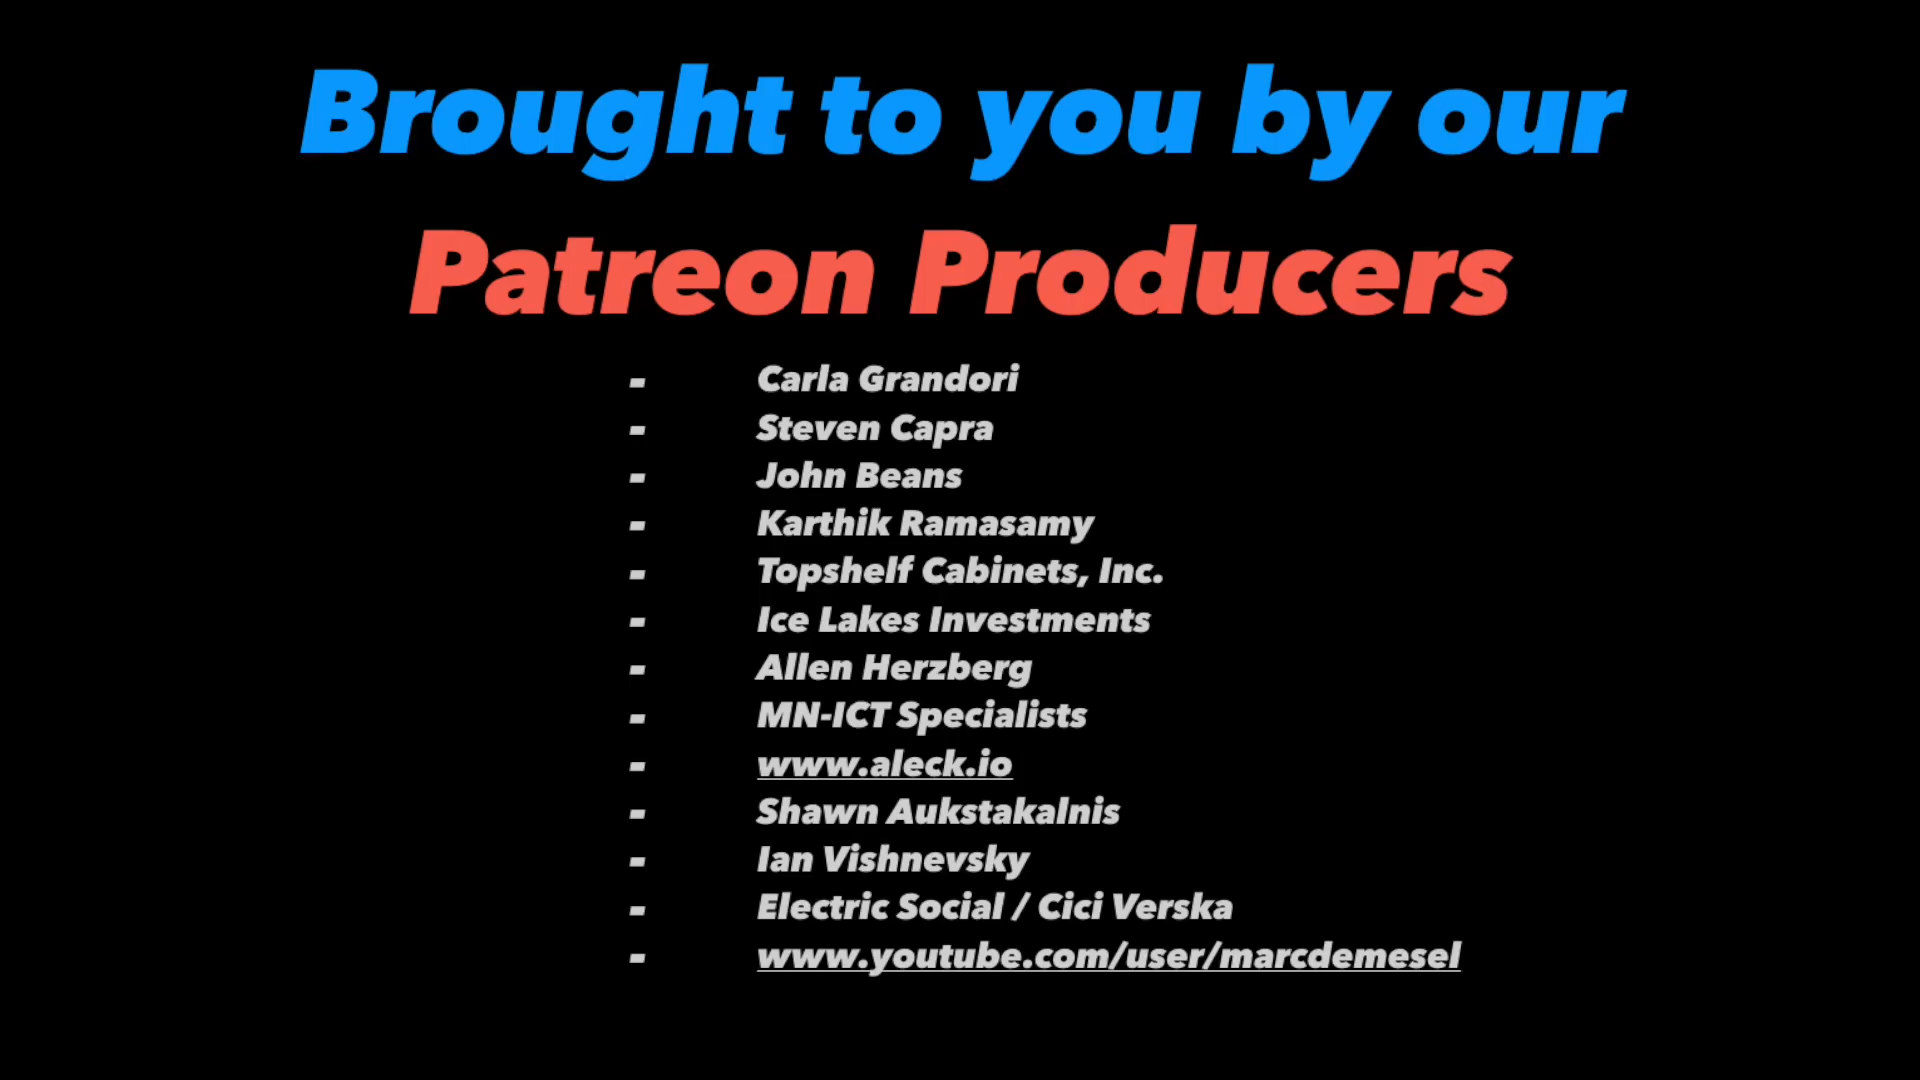 Brought to you by our
Patreon Producers
- Carla Grandori
- Steven Capra
- John Beans
- Karthik Ramasamy
- Topshelf Cabinets, Inc.
- Ice Lakes Investments
- Allen Herzberg
- MN-ICT Specialists
- www.aleck.io
- Shawn Aukstakalnis
- Ian Vishnevsky
- Electric Social / Cici Verska
- www.youtube.com/user/marcdemesel